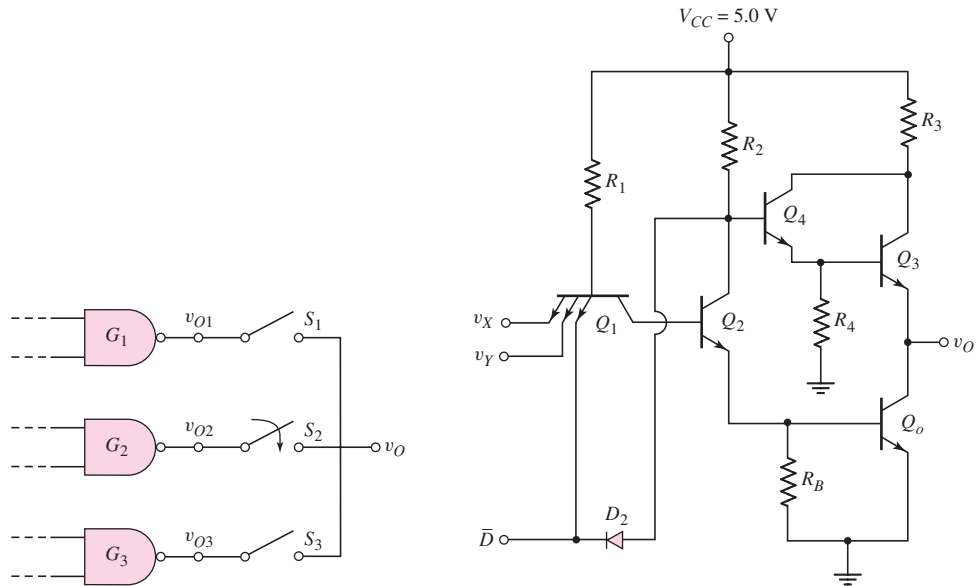 V_CC = 5.0 V
R_3
R_2
R_1
Q_4
Q_3
v_O1
S_1
v_X
Q_1
Q_2
G_1
R_4
v_O
v_Y
v_O2
S_2
Q_o
G_2
v_O
R_B
D_2
v_O3
S_3
D̄
G_3